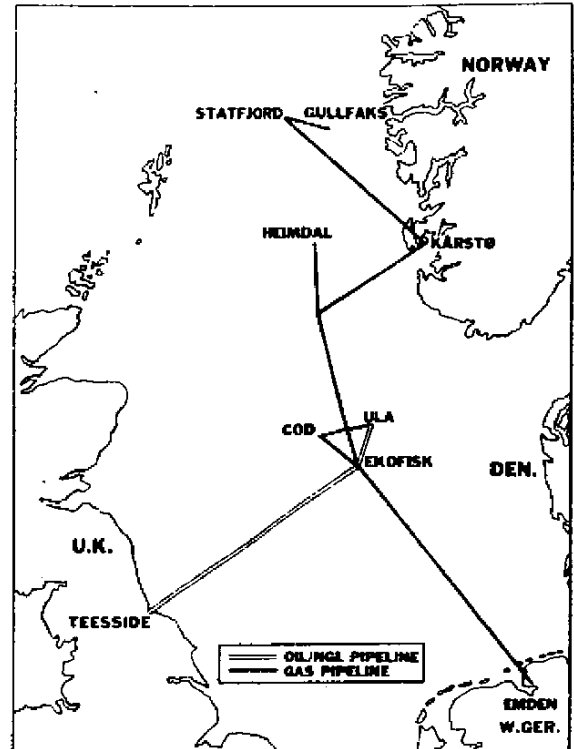 NORWAY
STATFJORD GULLFAKS
HEIMDAL
KÅRSTØ
ULA
COD
EKOFISK
DEN.
U.K.
TEESSIDE
OIL/NGL PIPELINE
GAS PIPELINE
EMDEN
W.GER.